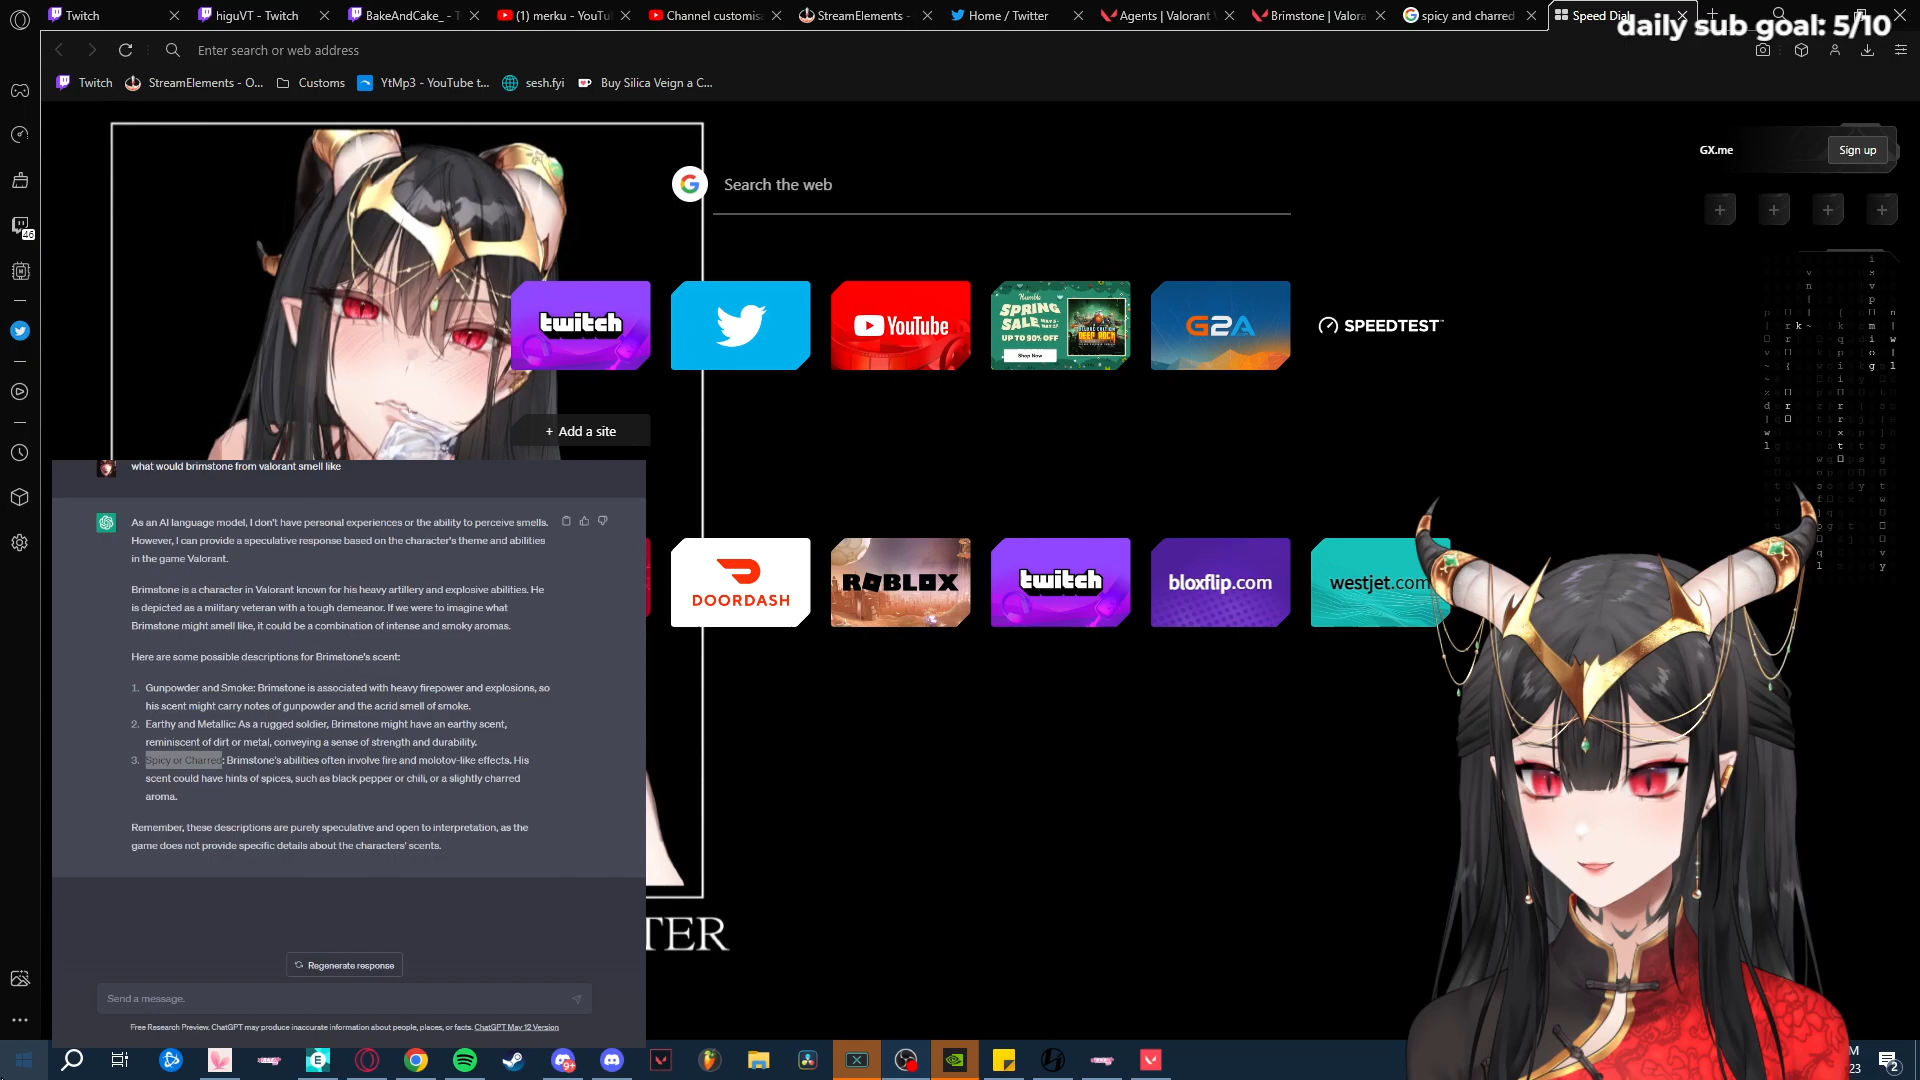 Twitch
higuVT - Twitch
BakeAndCake_ - T
(1) merku - YouTu
Channel customis
StreamElements -
Home / Twitter
Agents | Valorant
Brimstone | Valora
spicy and charred
Speed Dial
daily sub goal: 5/10
Enter search or web address
Twitch
StreamElements - O...
Customs
YtMp3 - YouTube t...
sesh.fyi
Buy Silica Veign a C...
GX.me
Sign up
Search the web
46
twitch
YouTube
Humble
SPRING
SALE
UP TO 90% OFF
Shop Now
G2A
SPEEDTEST
+ Add a site
DOORDASH
ROBLOX
twitch
bloxflip.com
westjet.com
what would brimstone from valorant smell like
As an AI language model, I don't have personal experiences or the ability to perceive smells.
However, I can provide a speculative response based on the character's theme and abilities
in the game Valorant.
Brimstone is a character in Valorant known for his heavy artillery and explosive abilities. He
is depicted as a military veteran with a tough demeanor. If we were to imagine what
Brimstone might smell like, it could be a combination of intense and smoky aromas.
Here are some possible descriptions for Brimstone's scent:
1. Gunpowder and Smoke: Brimstone is associated with heavy firepower and explosions, so
his scent might carry notes of gunpowder and the acrid smell of smoke.
2. Earthy and Metallic: As a rugged soldier, Brimstone might have an earthy scent,
reminiscent of dirt or metal, conveying a sense of strength and durability.
3. Spicy or Charred: Brimstone's abilities often involve fire and molotov-like effects. His
scent could have hints of spices, such as black pepper or chili, or a slightly charred
aroma.
Remember, these descriptions are purely speculative and open to interpretation, as the
game does not provide specific details about the characters' scents.
TER
Regenerate response
Send a message.
Free Research Preview. ChatGPT may produce inaccurate information about people, places, or facts. ChatGPT May 12 Version
9+
M
23
2